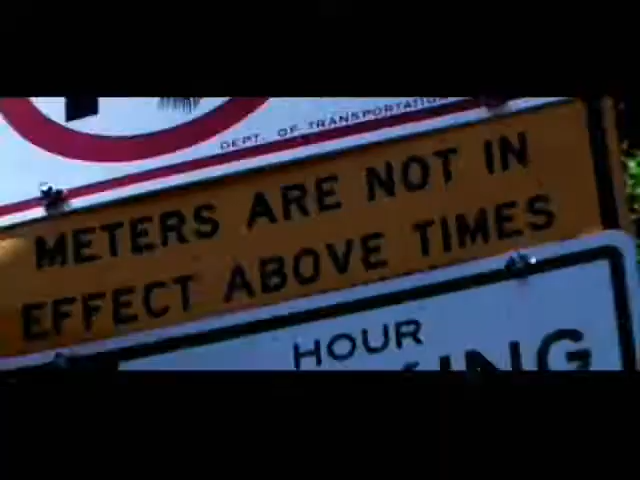 DEPT. OF TRANSPORTATION
METERS ARE NOT IN
EFFECT ABOVE TIMES
HOUR